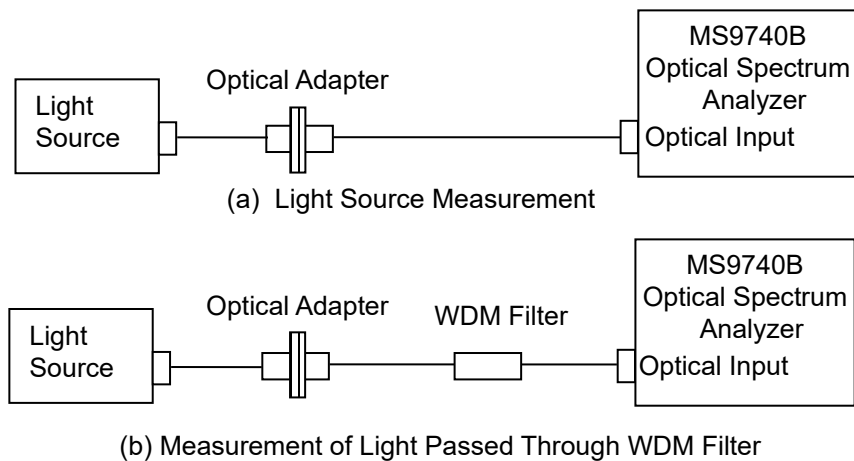 MS9740B
Optical Spectrum
Analyzer
Optical Input
Optical Adapter
Light
Source
(a) Light Source Measurement
MS9740B
Optical Spectrum
Analyzer
Optical Input
Optical Adapter
WDM Filter
Light
Source
(b) Measurement of Light Passed Through WDM Filter